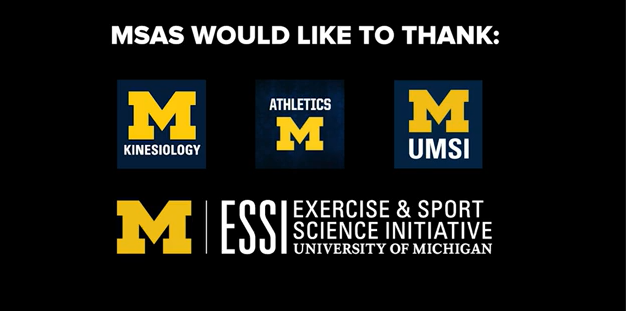 MSAS WOULD LIKE TO THANK:
M
KINESIOLOGY
ATHLETICS
M
M
UMSI
M
ESSI
EXERCISE & SPORT
SCIENCE INITIATIVE
UNIVERSITY OF MICHIGAN